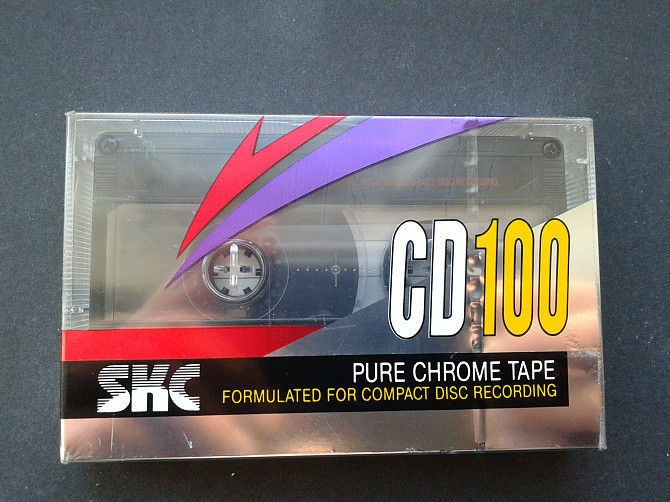 CD100
SKC
PURE CHROME TAPE
FORMULATED FOR COMPACT DISC RECORDING